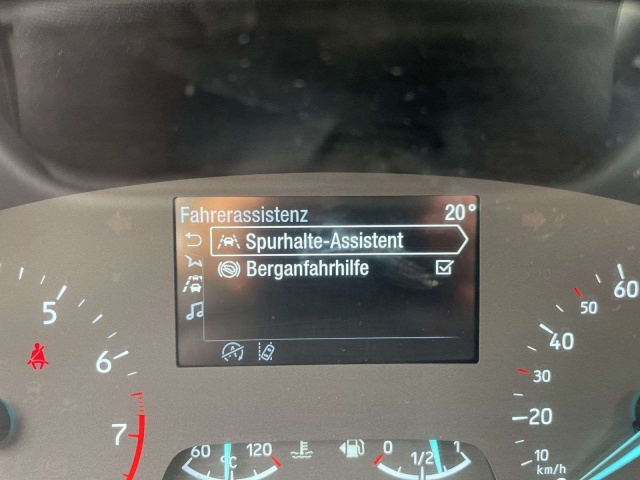 Fahrerassistenz 20°
Spurhalte-Assistent
Berganfahrhilfe
5
6
7
60
50
40
30
20
10
km/h
60 120
°C
0 1/2 1